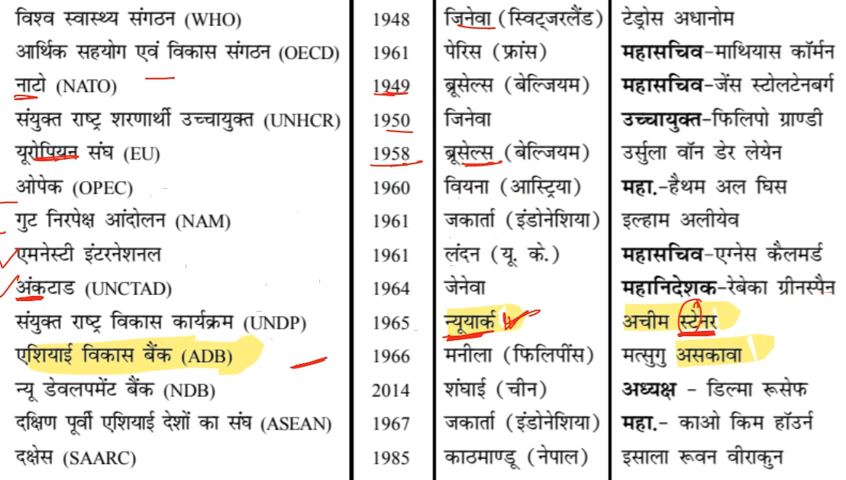 विश्व स्वास्थ्य संगठन (WHO) 1948 जिनेवा (स्विट्जरलैंड) टेड्रोस अधानोम
आर्थिक सहयोग एवं विकास संगठन (OECD) 1961 पेरिस (फ्रांस) महासचिव-माथियास कॉर्मन
नाटो (NATO) 1949 ब्रूसेल्स (बेल्जियम) महासचिव-जेंस स्टोलटेनबर्ग
संयुक्त राष्ट्र शरणार्थी उच्चायुक्त (UNHCR) 1950 जिनेवा उच्चायुक्त-फिलिपो ग्राण्डी
यूरोपियन संघ (EU) 1958 ब्रूसेल्स (बेल्जियम) उर्सुला वॉन डेर लेयेन
ओपेक (OPEC) 1960 वियना (आस्ट्रिया) महा.-हैथम अल घिस
गुट निरपेक्ष आंदोलन (NAM) 1961 जकार्ता (इंडोनेशिया) इल्हाम अलीयेव
एमनेस्टी इंटरनेशनल 1961 लंदन (यू. के.) महासचिव-एग्नेस कैलमर्ड
अंकटाड (UNCTAD) 1964 जेनेवा महानिदेशक-रेबेका ग्रीनस्पैन
संयुक्त राष्ट्र विकास कार्यक्रम (UNDP) 1965 न्यूयार्क अचीम स्टेनर
एशियाई विकास बैंक (ADB) 1966 मनीला (फिलिपींस) मत्सुगु असकावा
न्यू डेवलपमेंट बैंक (NDB) 2014 शंघाई (चीन) अध्यक्ष - डिल्मा रूसेफ
दक्षिण पूर्वी एशियाई देशों का संघ (ASEAN) 1967 जकार्ता (इंडोनेशिया) महा.- काओ किम हॉउर्न
दक्षेस (SAARC) 1985 काठमाण्डू (नेपाल) इसाला रूवन वीराकुन